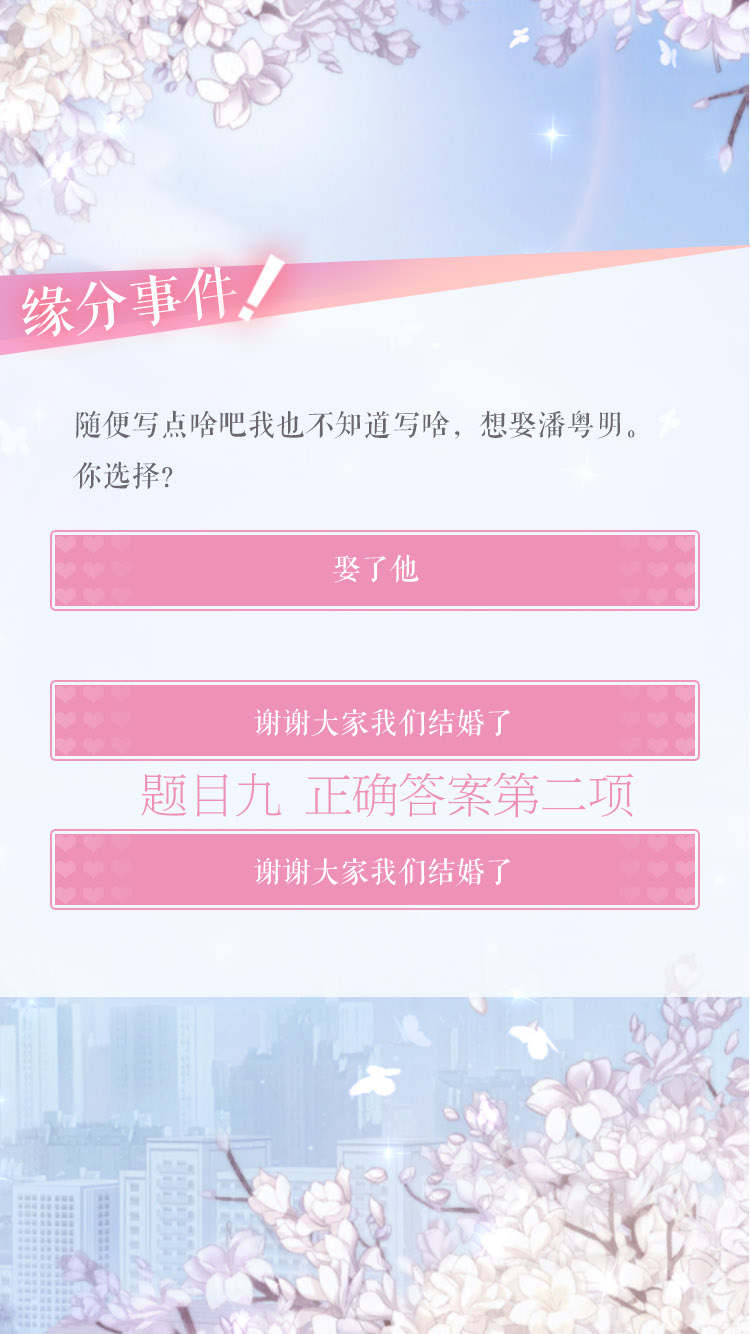 缘分事件！
随便写点啥吧我也不知道写啥，想娶潘粤明。
你选择？
娶了他
谢谢大家我们结婚了
题目九 正确答案第二项
谢谢大家我们结婚了